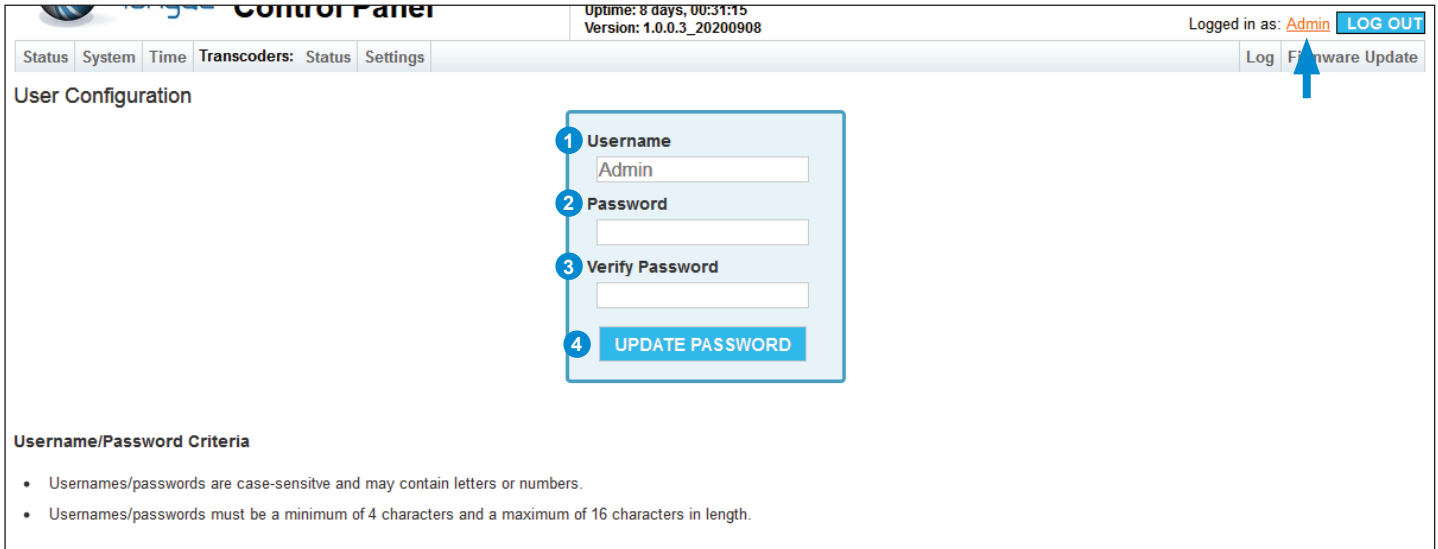 Control Panel
Uptime: 8 days, 00:31:15
Version: 1.0.0.3_20200908
Logged in as: Admin LOG OUT
Status System Time Transcoders: Status Settings Log Firmware Update
User Configuration
1 Username
Admin
2 Password
3 Verify Password
4 UPDATE PASSWORD
Username/Password Criteria
• Usernames/passwords are case-sensitve and may contain letters or numbers.
• Usernames/passwords must be a minimum of 4 characters and a maximum of 16 characters in length.